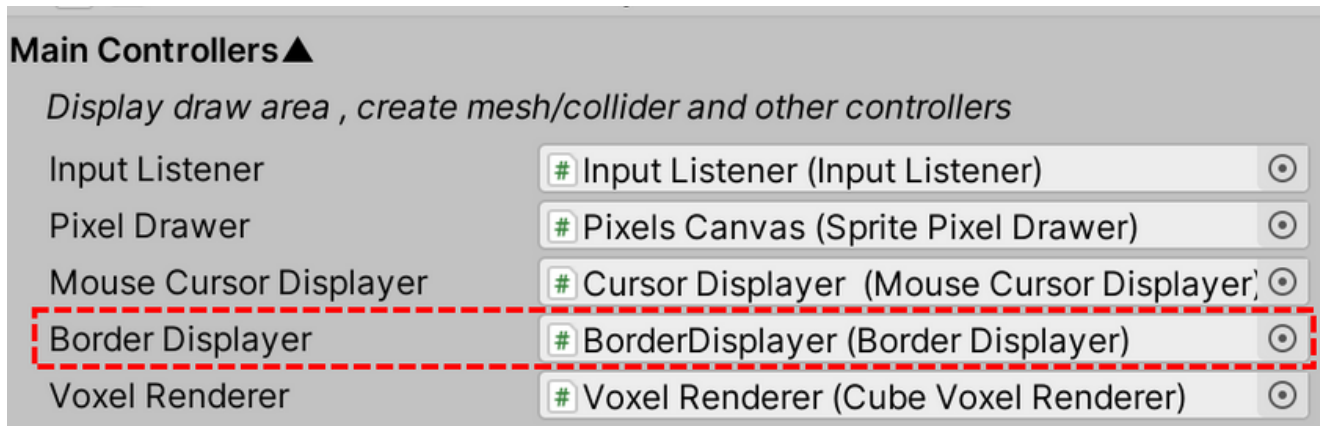 Main Controllers▲
Display draw area , create mesh/collider and other controllers
Input Listener # Input Listener (Input Listener)
Pixel Drawer # Pixels Canvas (Sprite Pixel Drawer)
Mouse Cursor Displayer # Cursor Displayer (Mouse Cursor Displayer)
Border Displayer # BorderDisplayer (Border Displayer)
Voxel Renderer # Voxel Renderer (Cube Voxel Renderer)